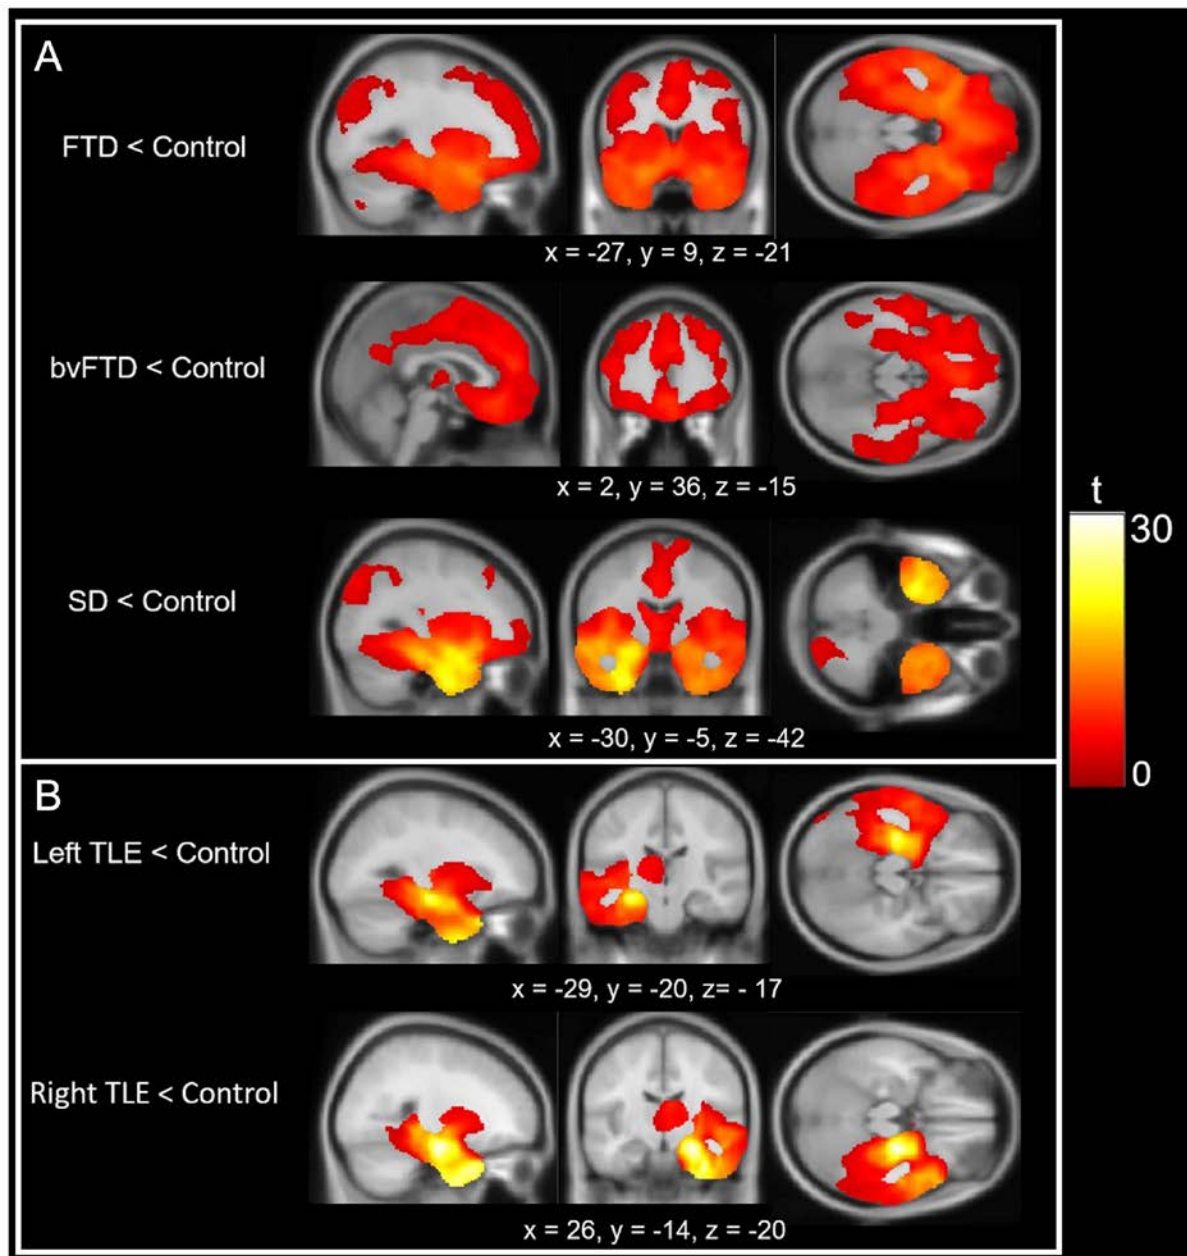 A
FTD < Control
x = -27, y = 9, z = -21
bvFTD < Control
x = 2, y = 36, z = -15
SD < Control
x = -30, y = -5, z = -42
t
30
0
B
Left TLE < Control
x = -29, y = -20, z= - 17
Right TLE < Control
x = 26, y = -14, z = -20